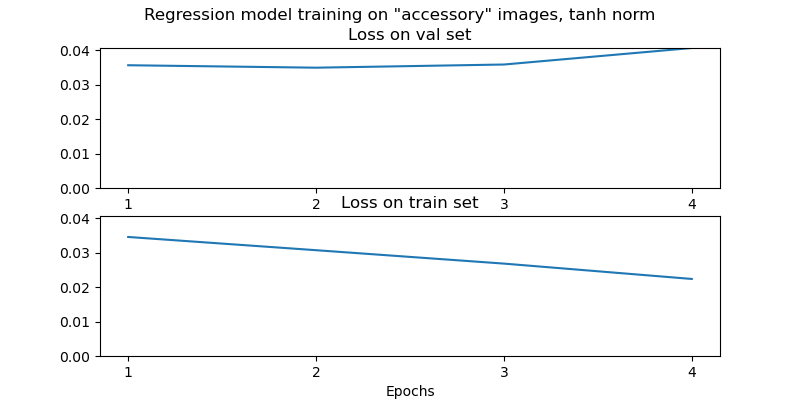 Regression model training on "accessory" images, tanh norm
Loss on val set
0.04
0.03
0.02
0.01
0.00
1 2 3 4
Loss on train set
0.04
0.03
0.02
0.01
0.00
1 2 3 4
Epochs